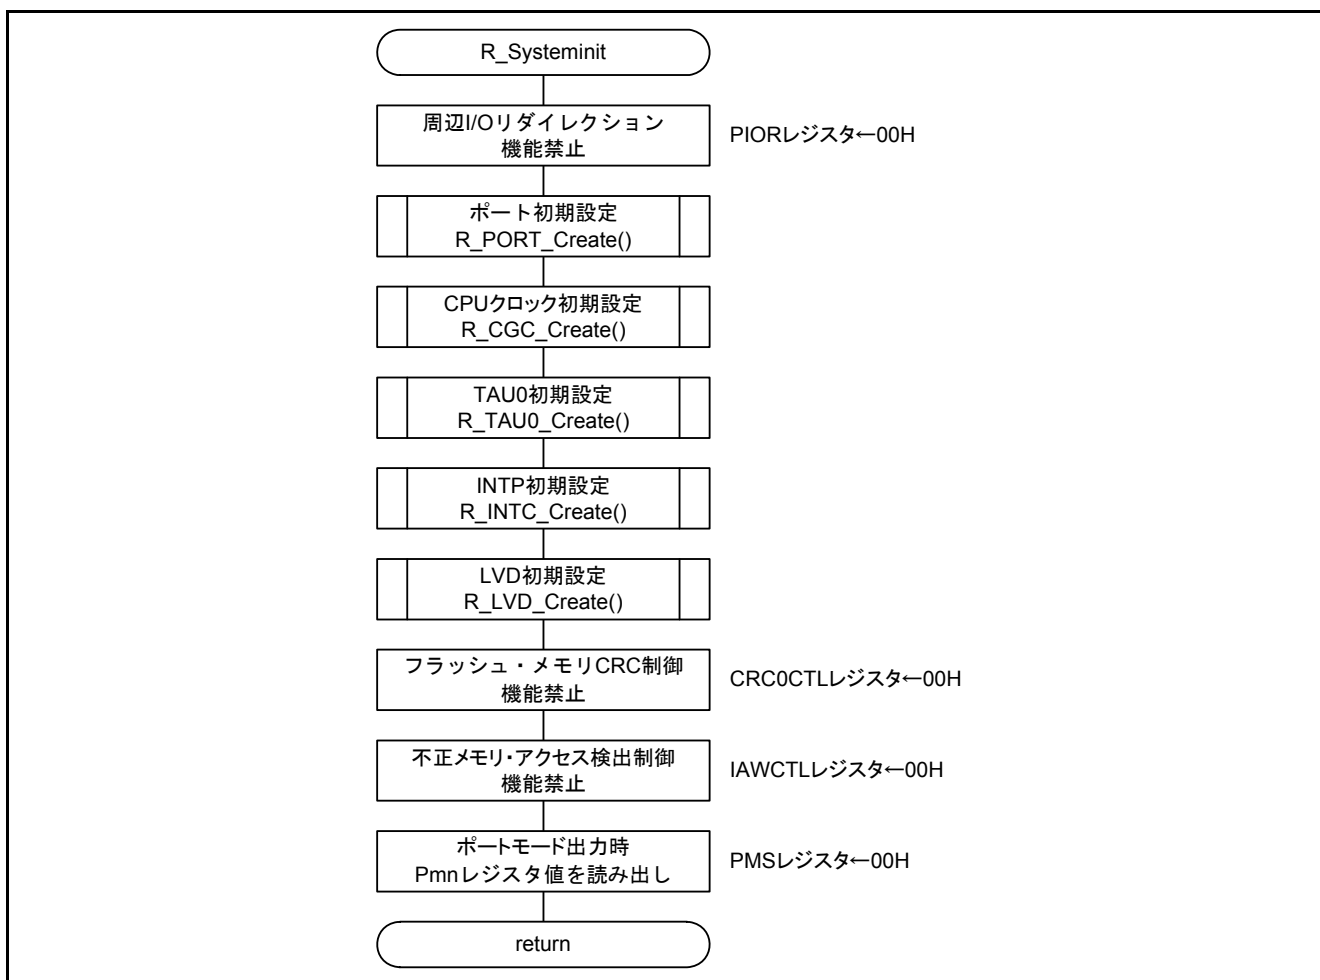 R_Systeminit
周辺I/Oリダイレクション
機能禁止
PIORレジスタ←00H
ポート初期設定
R_PORT_Create()
CPUクロック初期設定
R_CGC_Create()
TAU0初期設定
R_TAU0_Create()
INTP初期設定
R_INTC_Create()
LVD初期設定
R_LVD_Create()
フラッシュ・メモリCRC制御
機能禁止
CRC0CTLレジスタ←00H
不正メモリ・アクセス検出制御
機能禁止
IAWCTLレジスタ←00H
ポートモード出力時
Pmnレジスタ値を読み出し
PMSレジスタ←00H
return